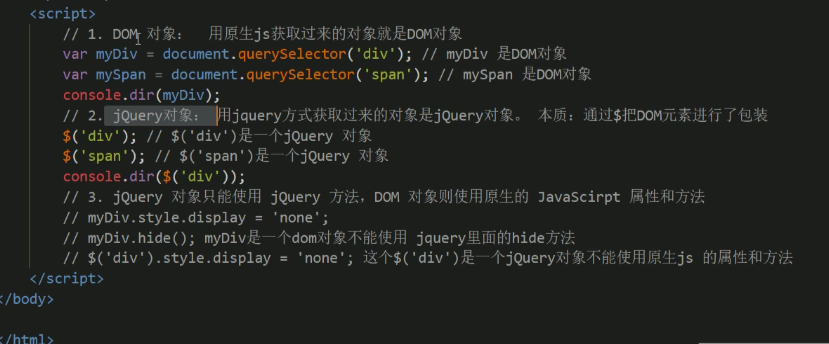 <script>
// 1. DOM 对象： 用原生js获取过来的对象就是DOM对象
var myDiv = document.querySelector('div'); // myDiv 是DOM对象
var mySpan = document.querySelector('span'); // mySpan 是DOM对象
console.dir(myDiv);
// 2. jQuery对象： 用jquery方式获取过来的对象是jQuery对象。 本质：通过$把DOM元素进行了包装
$('div'); // $('div')是一个jQuery 对象
$('span'); // $('span')是一个jQuery 对象
console.dir($('div'));
// 3. jQuery 对象只能使用 jQuery 方法，DOM 对象则使用原生的 JavaScirpt 属性和方法
// myDiv.style.display = 'none';
// myDiv.hide(); myDiv是一个dom对象不能使用 jquery里面的hide方法
// $('div').style.display = 'none'; 这个$('div')是一个jQuery对象不能使用原生js 的属性和方法
</script>
</body>
</html>